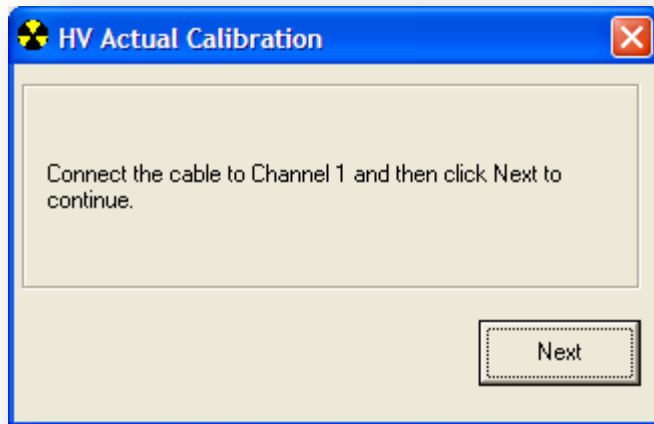 HV Actual Calibration
Connect the cable to Channel 1 and then click Next to
continue.
Next